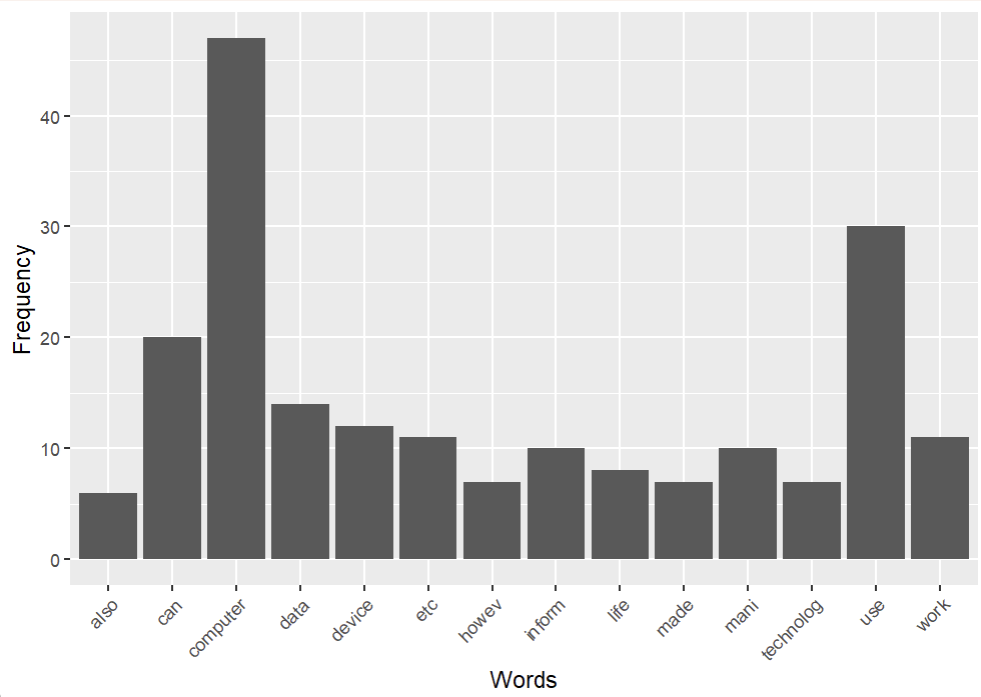 Frequency
40
30
20
10
0
also
can
computer
data
device
etc
howev
inform
life
made
mani
technolog
use
work
Words